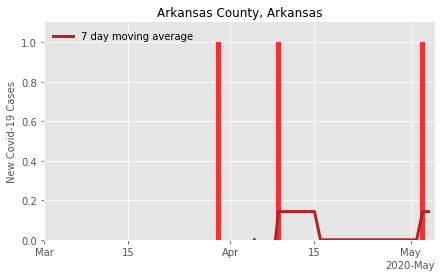 Arkansas County, Arkansas
7 day moving average
New Covid-19 Cases
1.0
0.8
0.6
0.4
0.2
0.0
Mar
15
Apr
15
May
2020-May